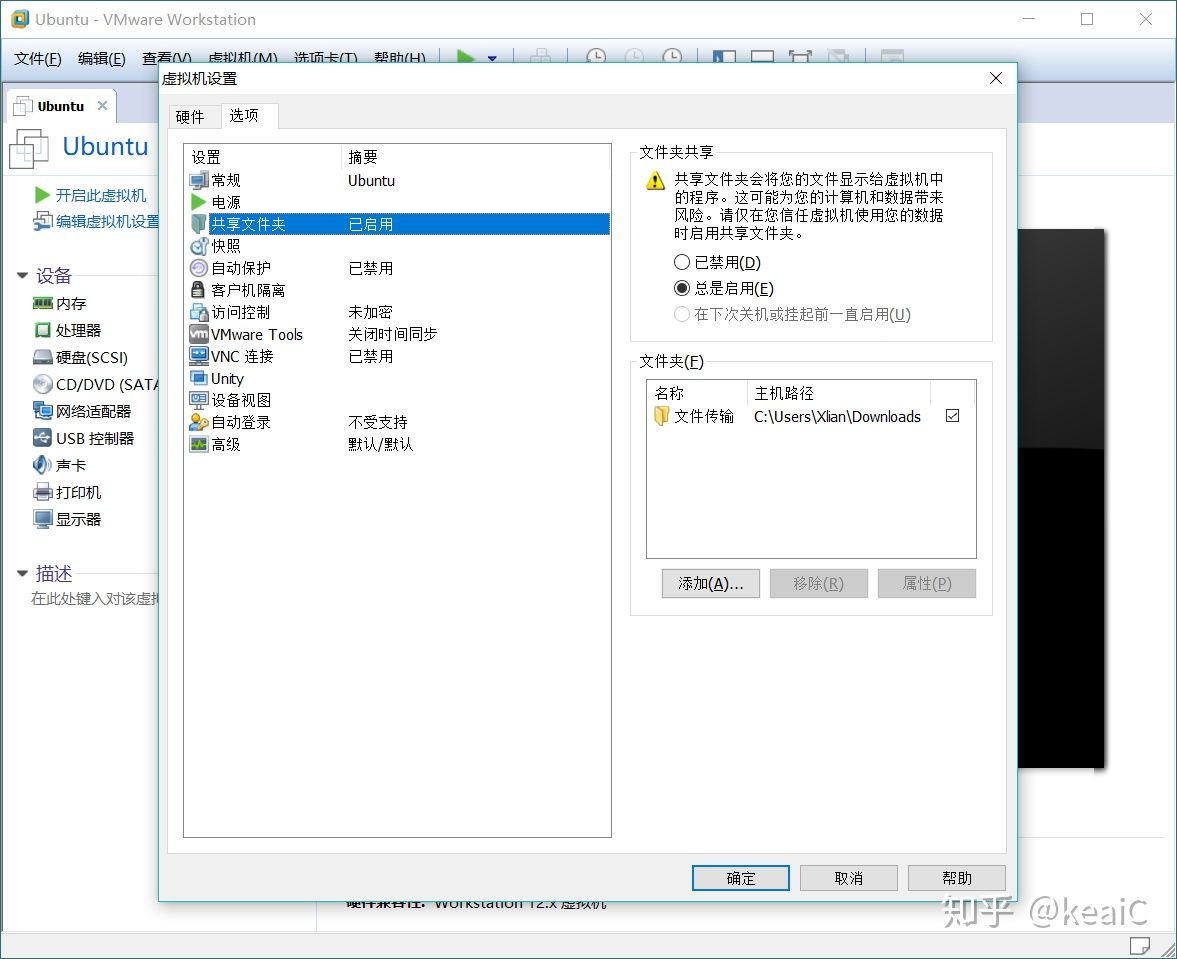 Ubuntu - VMware Workstation
文件(F) 编辑(E) 查看(V) 虚拟机(M) 选项卡(T) 帮助(H)
虚拟机设置
Ubuntu
硬件 选项
Ubuntu
开启此虚拟机
编辑虚拟机设置
设备
内存
处理器
硬盘(SCSI)
CD/DVD (SATA
网络适配器
USB 控制器
声卡
打印机
显示器
描述
在此处键入对该虚拟
设置 摘要
常规 Ubuntu
电源
共享文件夹 已启用
快照
自动保护 已禁用
客户机隔离
访问控制 未加密
vm VMware Tools 关闭时间同步
VNC 连接 已禁用
Unity
设备视图
自动登录 不受支持
高级 默认/默认
文件夹共享
共享文件夹会将您的文件显示给虚拟机中
的程序。这可能为您的计算机和数据带来
风险。请仅在您信任虚拟机使用您的数据
时启用共享文件夹。
已禁用(D)
总是启用(E)
在下次关机或挂起前一直启用(U)
文件夹(F)
名称 主机路径
文件传输 C:\Users\Xlian\Downloads
添加(A)... 移除(R) 属性(P)
确定 取消 帮助
硬件兼容性: Workstation 12.x 虚拟机
知乎 @keaiC